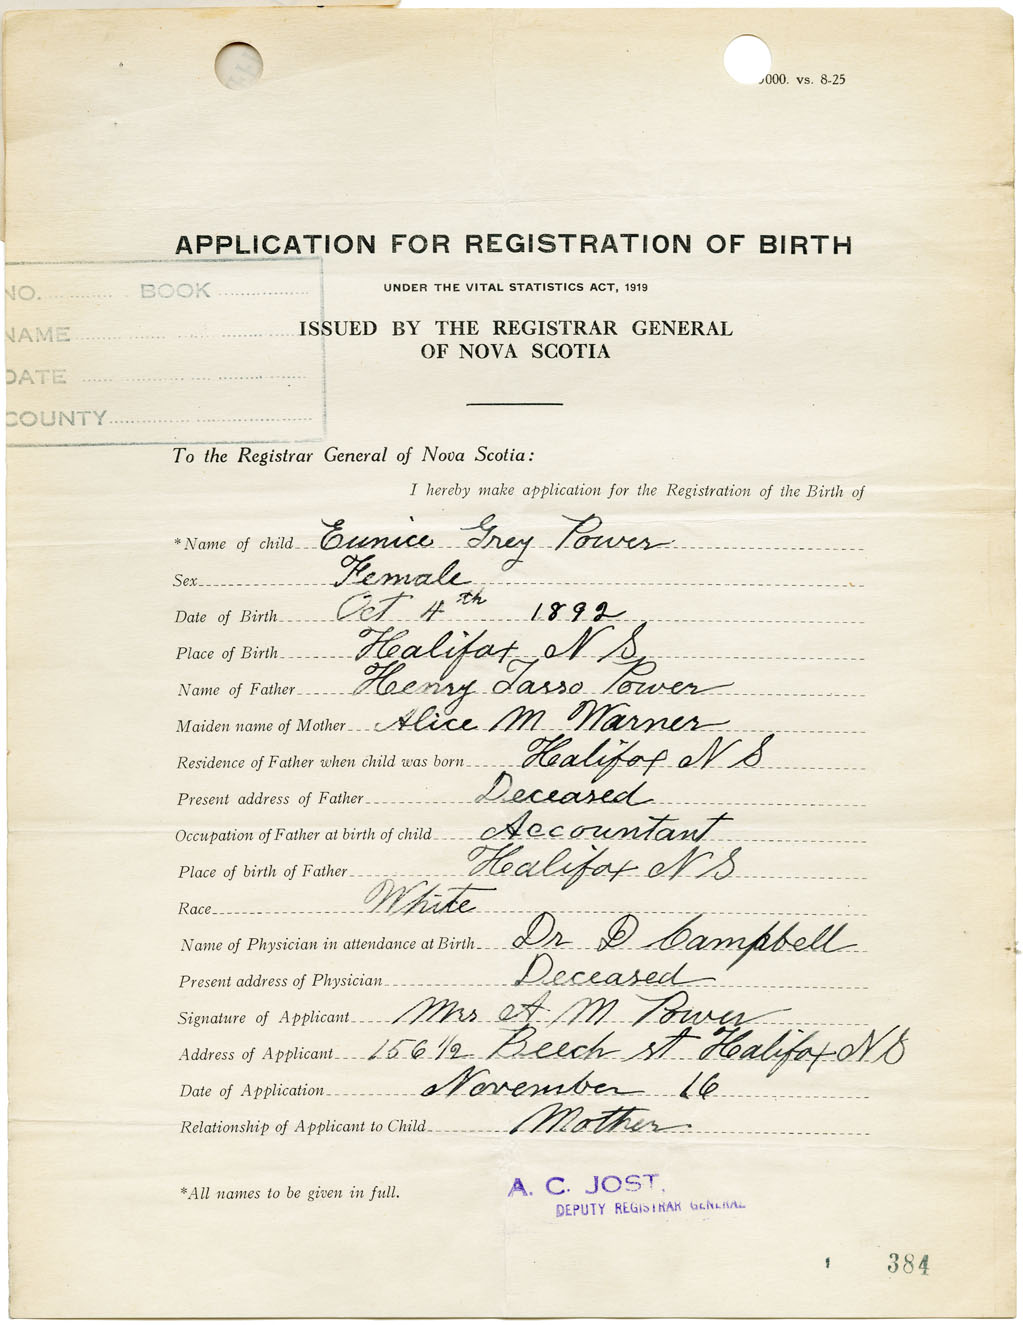 000. vs. 8-25
APPLICATION FOR REGISTRATION OF BIRTH
UNDER THE VITAL STATISTICS ACT, 1919
NO. BOOK
ISSUED BY THE REGISTRAR GENERAL
NAME
OF NOVA SCOTIA
DATE
COUNTY
To the Registrar General of Nova Scotia:
I hereby make application for the Registration of the Birth of
*Name of child Eunice Grey Power
Sex Female
Date of Birth Oct 4th 1892
Place of Birth Halifax N S
Name of Father Henry Tasso Power
Maiden name of Mother Alice M Warner
Residence of Father when child was born Halifax N S
Present address of Father Deceased
Occupation of Father at birth of child Accountant
Place of birth of Father Halifax N S
Race White
Name of Physician in attendance at Birth Dr D Campbell
Present address of Physician Deceased
Signature of Applicant Mrs A M Power
Address of Applicant 156 1/2 Beech st Halifax N S
Date of Application November 16
Relationship of Applicant to Child Mother
*All names to be given in full.
A. C. JOST,
DEPUTY REGISTRAR GENERAL
384